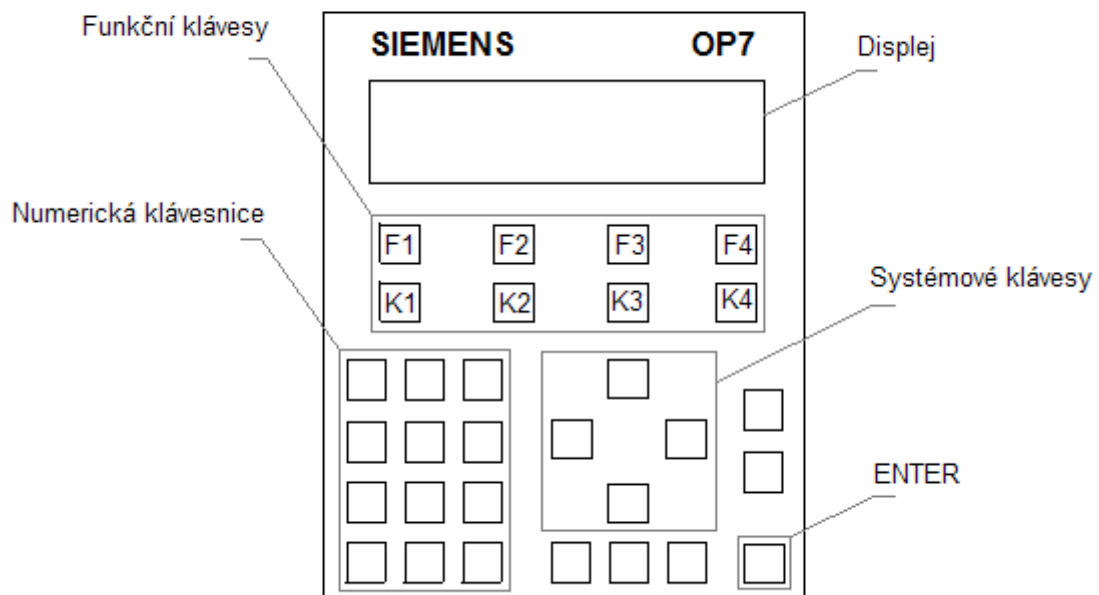 Funkční klávesy
SIEMENS OP7
Displej
Numerická klávesnice
F1 F2 F3 F4
Systémové klávesy
K1 K2 K3 K4
ENTER